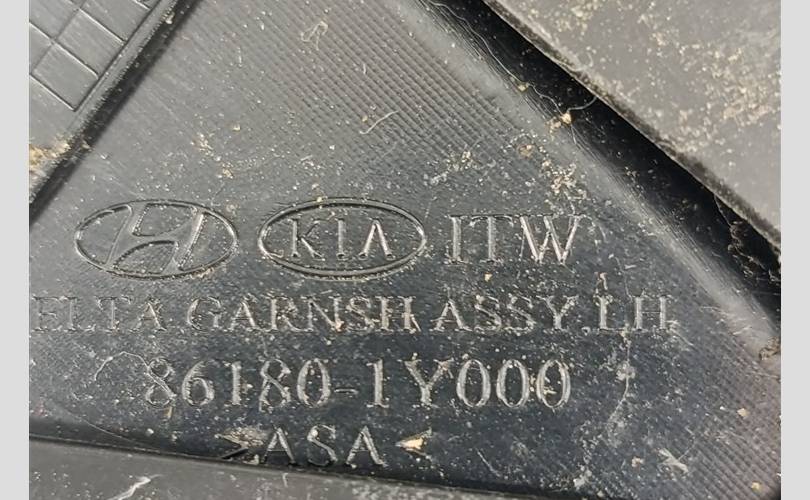 KIA ITW
ELTA GARNSH ASSY,LH
86180-1Y000
>ASA<